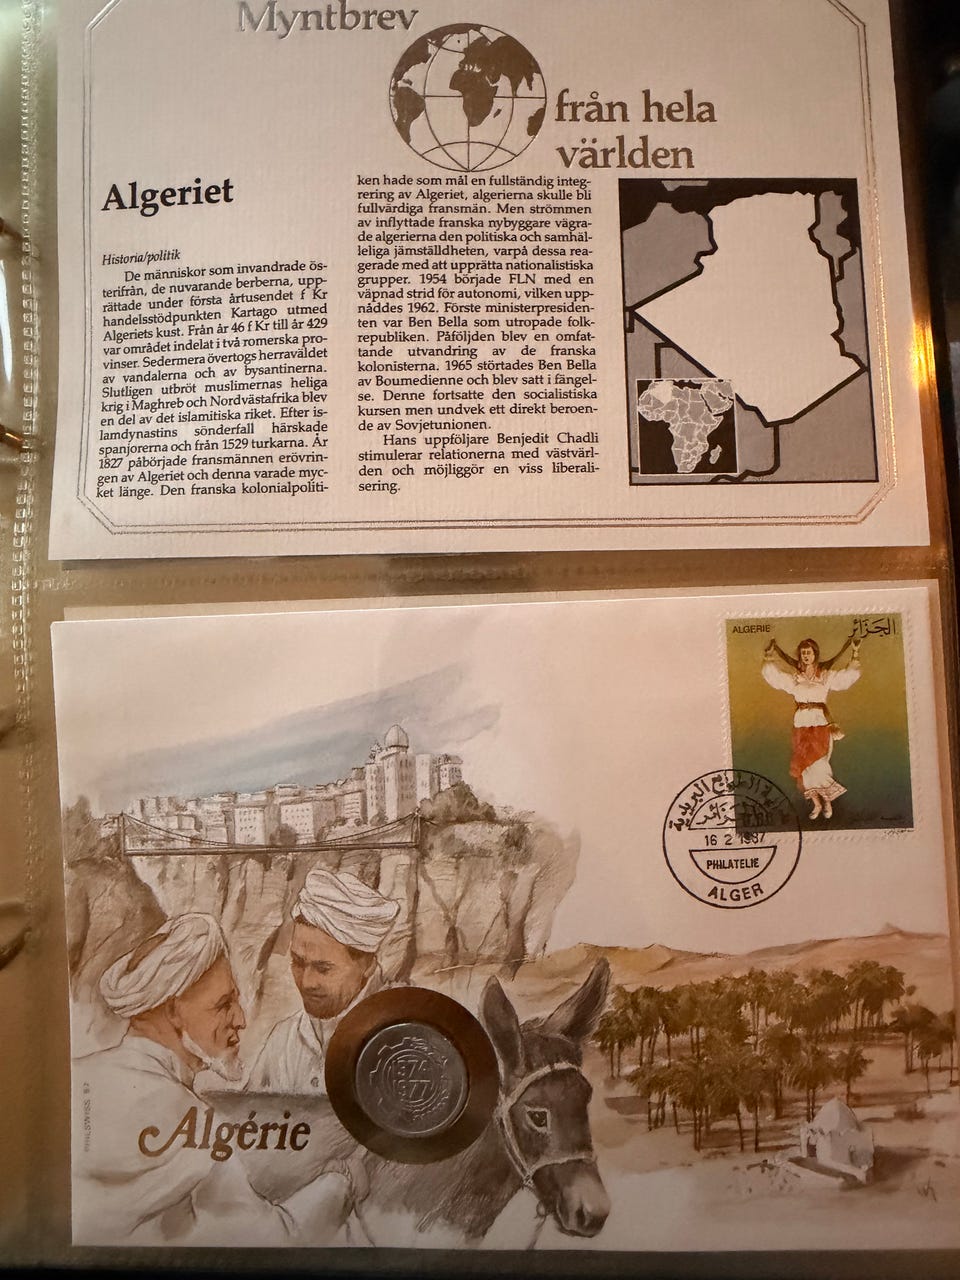 Myntbrev
från hela
världen
Algeriet
Historia/politik
De människor som invandrade ös-
terifrån, de nuvarande berberna, upp-
rättade under första årtusendet f Kr
handelsstödpunkten Kartago utmed
Algeriets kust. Från år 46 f Kr till år 429
var området indelat i två romerska pro-
vinser. Sedermera övertogs herraväldet
av vandalerna och av bysantinerna.
Slutligen utbröt muslimernas heliga
krig i Maghreb och Nordvästafrika blev
en del av det islamitiska riket. Efter is-
lamdynastins sönderfall härskade
spanjorerna och från 1529 turkarna. År
1827 påbörjade fransmännen erövrin-
gen av Algeriet och denna varade myc-
ket länge. Den franska kolonialpoliti-
ken hade som mål en fullständig integ-
rering av Algeriet, algerierna skulle bli
fullvärdiga fransmän. Men strömmen
av inflyttade franska nybyggare vägra-
de algerierna den politiska och samhäl-
leliga jämställdheten, varpå dessa rea-
gerade med att upprätta nationalistiska
grupper. 1954 började FLN med en
väpnad strid för autonomi, vilken upp-
nåddes 1962. Förste ministerpresiden-
ten var Ben Bella som utropade folk-
republiken. Påföljden blev en omfat-
tande utvandring av de franska
kolonisterna. 1965 störtades Ben Bella
av Boumedienne och blev satt i fängel-
se. Denne fortsatte den socialistiska
kursen men undvek ett direkt beroen-
de av Sovjetunionen.
Hans uppföljare Benjedit Chadli
stimulerar relationerna med västvärl-
den och möjliggör en viss liberali-
sering.
ALGERIE الجزائر
16 2 1987
PHILATELIE
ALGER
1974
1977
Algérie
PHILSWISS